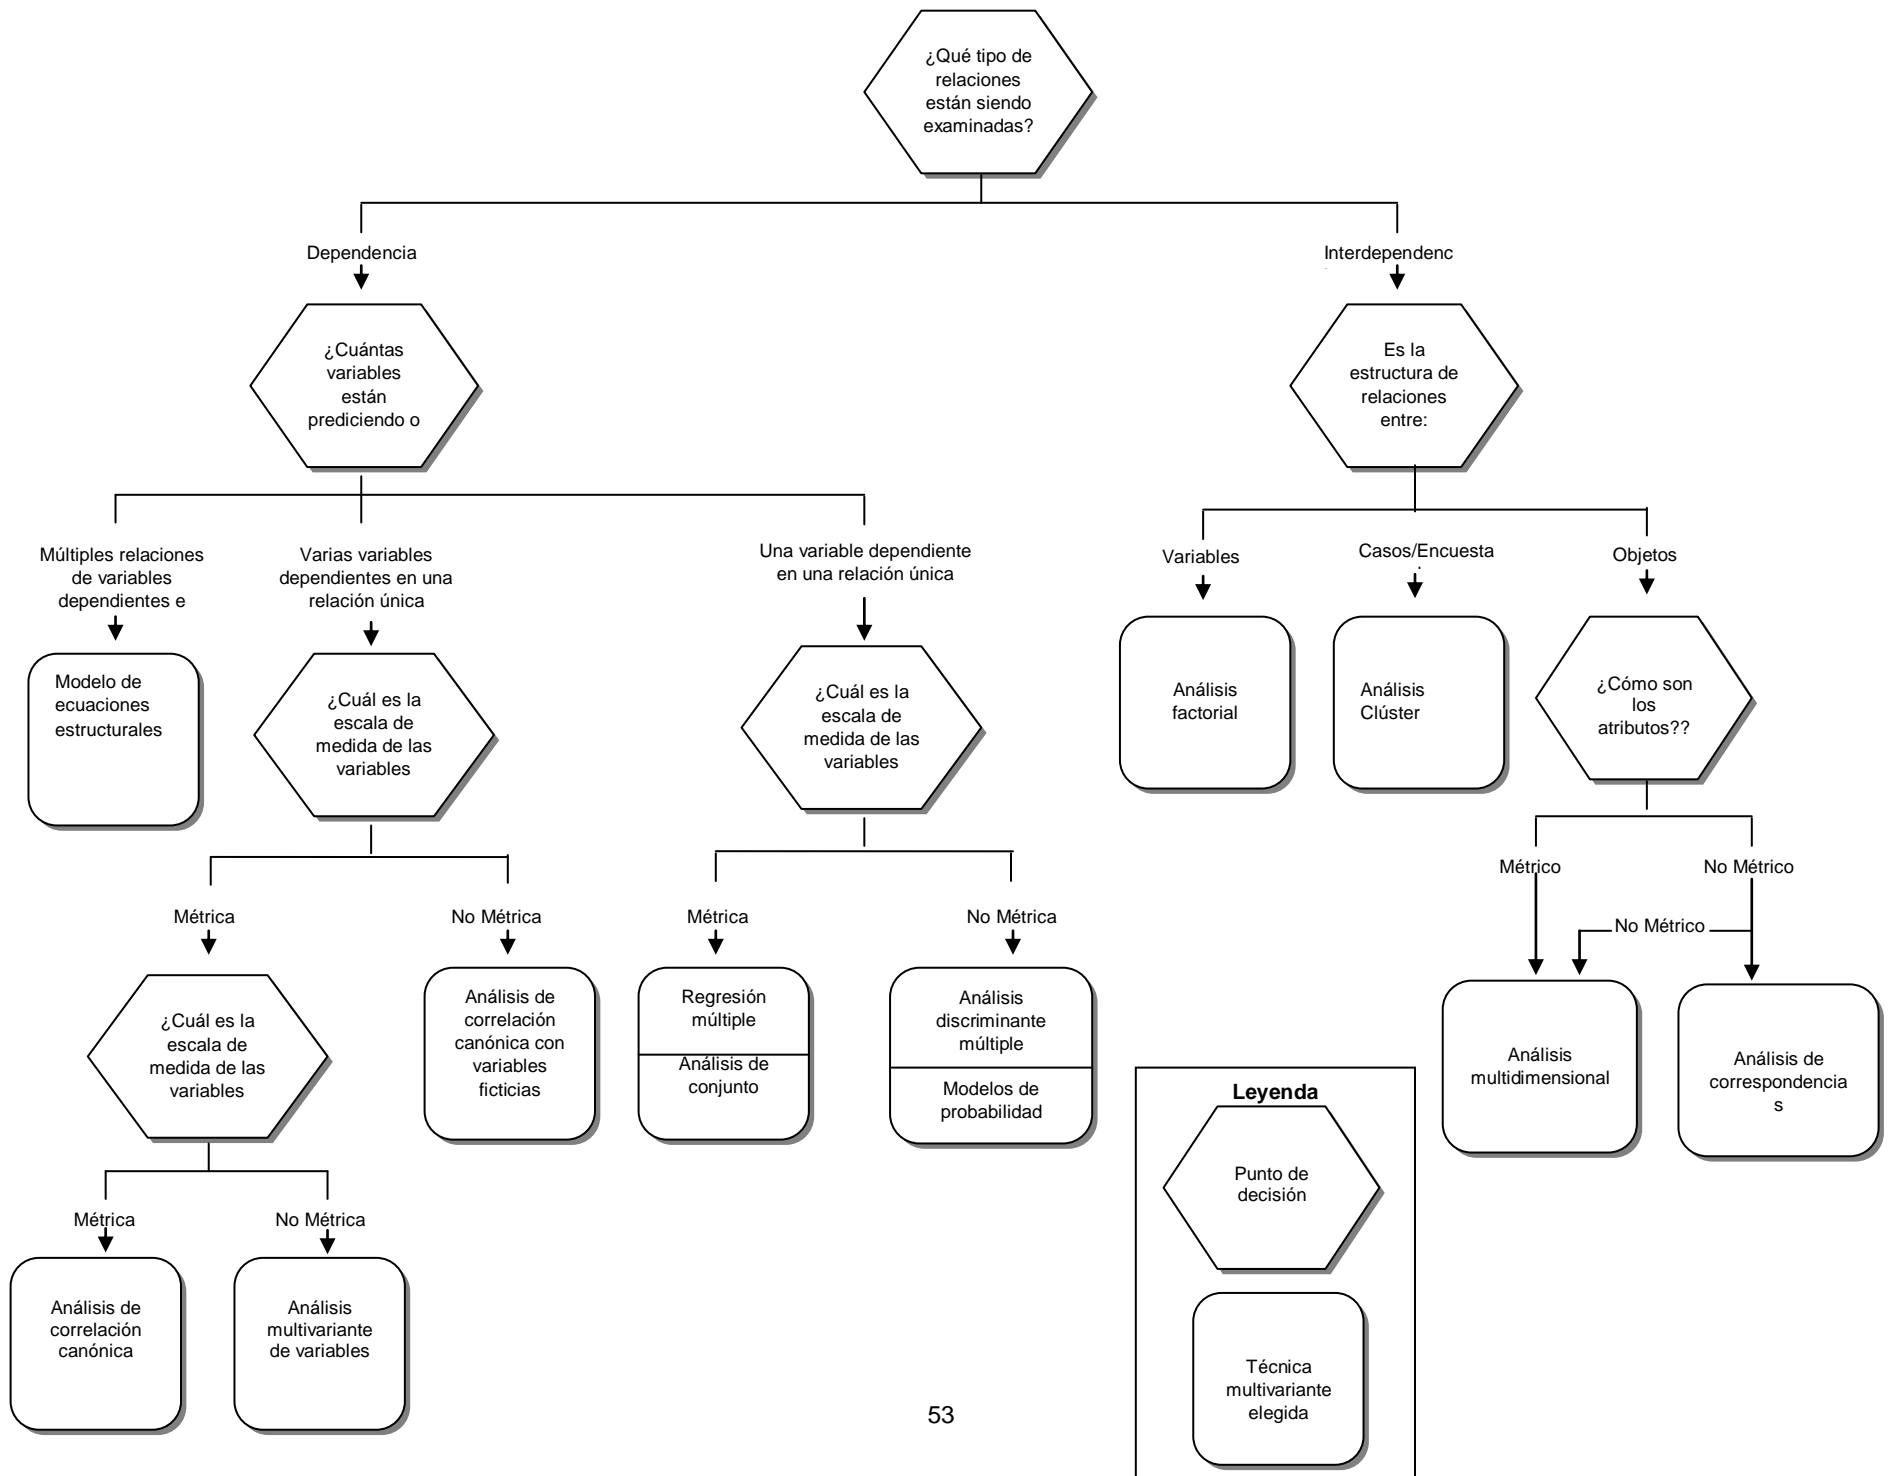 ¿Qué tipo de
relaciones
están siendo
examinadas?
Dependencia
Interdependenc
¿Cuántas
variables
están
prediciendo o
Es la
estructura de
relaciones
entre:
Múltiples relaciones
de variables
dependientes e
Varias variables
dependientes en una
relación única
Una variable dependiente
en una relación única
Variables
Casos/Encuesta
Objetos
Modelo de
ecuaciones
estructurales
¿Cuál es la
escala de
medida de las
variables
¿Cuál es la
escala de
medida de las
variables
Análisis
factorial
Análisis
Clúster
¿Cómo son
los
atributos??
Métrica
No Métrica
Métrica
No Métrica
Métrico
No Métrico
No Métrico
¿Cuál es la
escala de
medida de las
variables
Análisis de
correlación
canónica con
variables
ficticias
Regresión
múltiple
Análisis de
conjunto
Análisis
discriminante
múltiple
Modelos de
probabilidad
Análisis
multidimensional
Análisis de
correspondencia
s
Métrica
No Métrica
Análisis de
correlación
canónica
Análisis
multivariante
de variables
Leyenda
Punto de
decisión
Técnica
multivariante
elegida
53